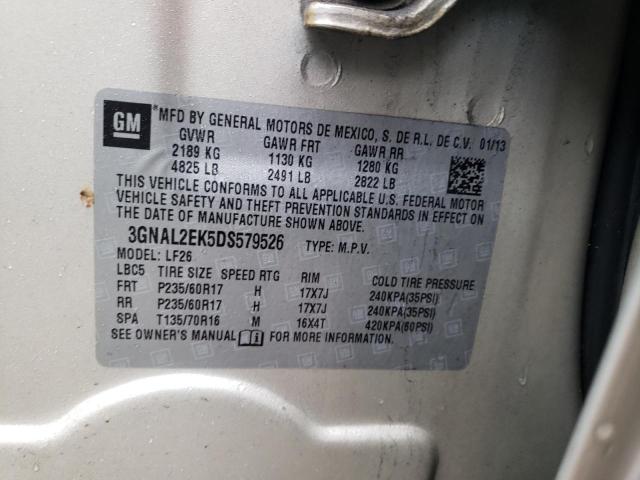 GM
®MFD BY GENERAL MOTORS DE MEXICO, S. DE R.L. DE C.V. 01/13
GVWR GAWR FRT GAWR RR
2189 KG 1130 KG 1280 KG
4825 LB 2491 LB 2822 LB
THIS VEHICLE CONFORMS TO ALL APPLICABLE U.S. FEDERAL MOTOR
VEHICLE SAFETY AND THEFT PREVENTION STANDARDS IN EFFECT ON
THE DATE OF MANUFACTURE SHOWN ABOVE.
3GNAL2EK5DS579526 TYPE: M.P.V.
MODEL: LF26
LBC5 TIRE SIZE SPEED RTG RIM COLD TIRE PRESSURE
FRT P235/60R17 H 17X7J 240KPA(35PSI)
RR P235/60R17 H 17X7J 240KPA(35PSI)
SPA T135/70R16 M 16X4T 420KPA(60PSI)
SEE OWNER'S MANUAL FOR MORE INFORMATION.